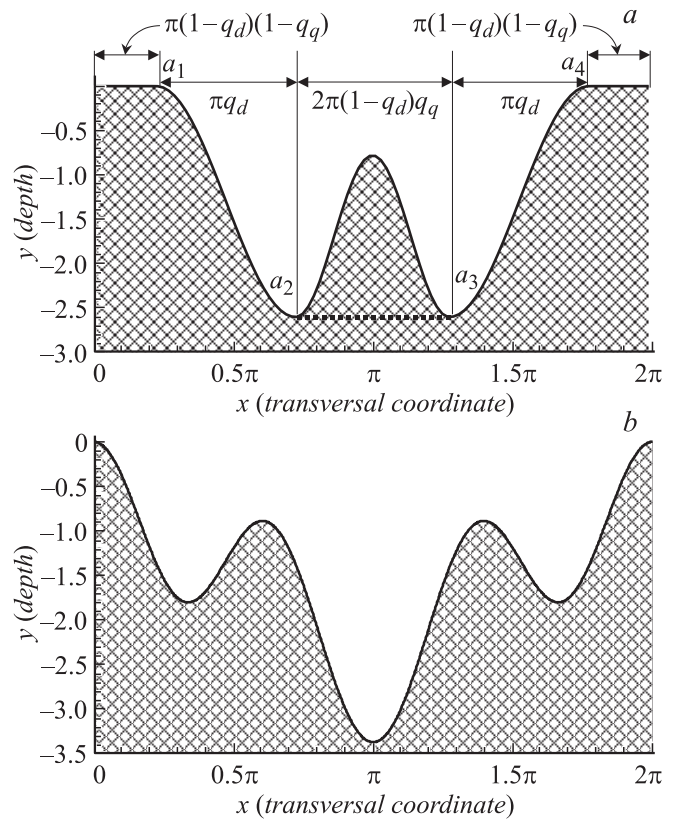 π(1−q_d)(1−q_q) π(1−q_d)(1−q_q) a
a_1 a_4
πq_d 2π(1−q_d)q_q πq_d
−0.5
−1.0
−1.5
−2.0
a_2 a_3
−2.5
−3.0
y (depth)
0 0.5π π 1.5π 2π
x (transversal coordinate)
b
0
−0.5
−1.0
−1.5
−2.0
−2.5
−3.0
−3.5
y (depth)
0 0.5π π 1.5π 2π
x (transversal coordinate)